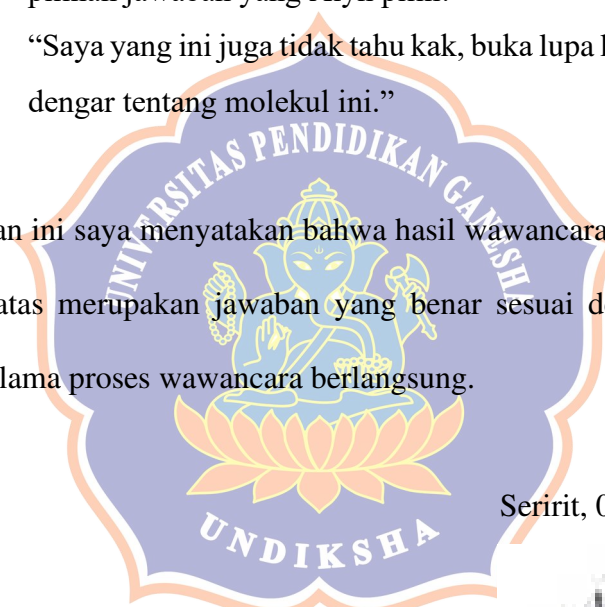 “Saya yang ini juga tidak tahu kak, buka lupa
dengar tentang molekul ini.”
UNIVERSITAS PENDIDIKAN GANESHA
an ini saya menyatakan bahwa hasil wawancara
atas merupakan jawaban yang benar sesuai
lama proses wawancara berlangsung.
Seririt, 0
UNDIKSHA